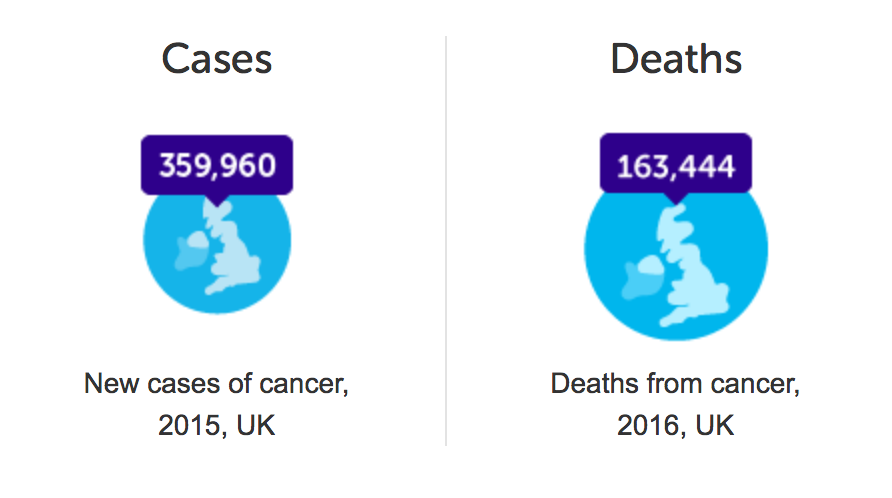 Cases
359,960
New cases of cancer,
2015, UK
Deaths
163,444
Deaths from cancer,
2016, UK